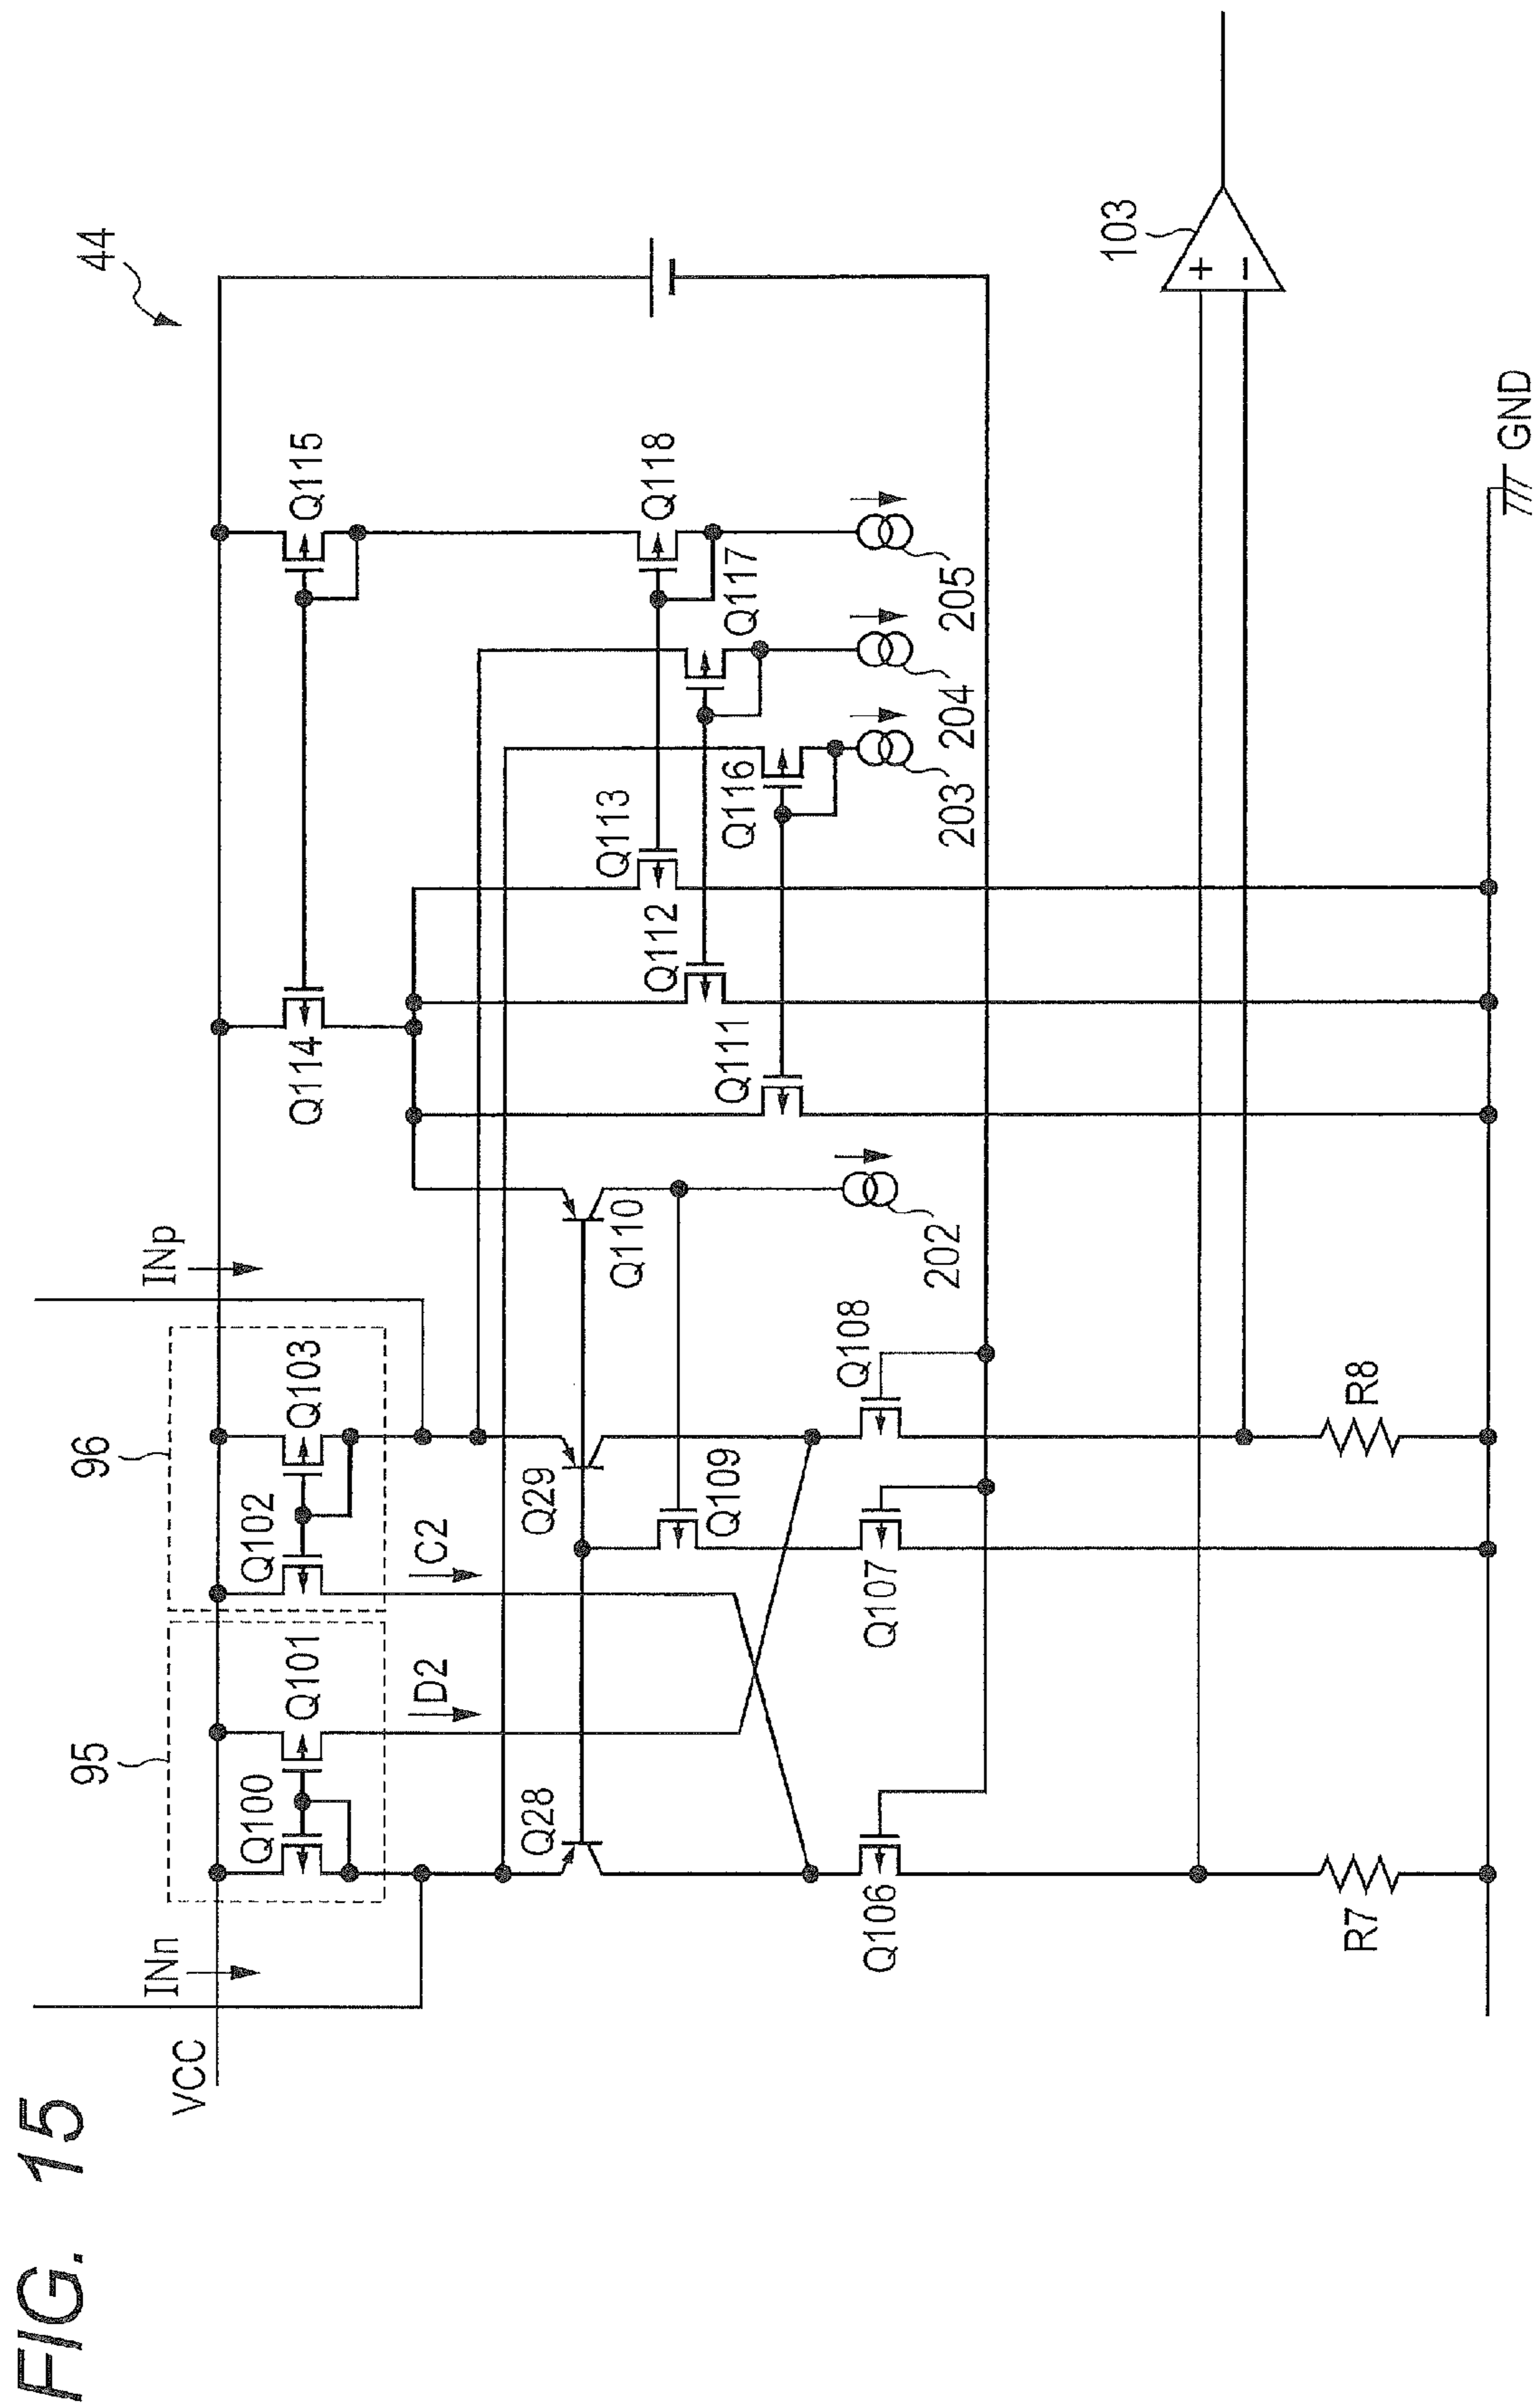 FIG. 15
44
VCC
INn
INp
95
96
Q100
Q101
Q102
Q103
Q114
Q115
D2
C2
Q28
Q29
Q110
Q109
Q111
Q112
Q113
Q116
Q117
Q118
Q106
Q107
Q108
202
203
204
205
103
+
-
R7
R8
GND